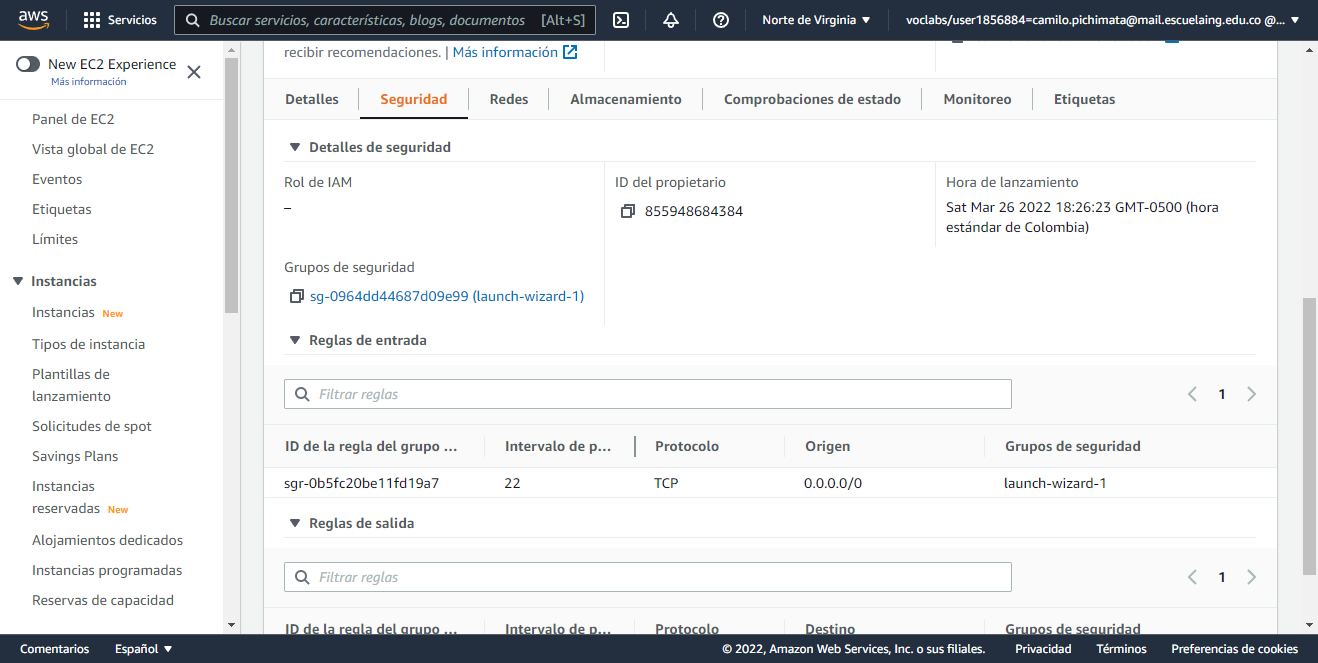 aws
Servicios
Buscar servicios, características, blogs, documentos [Alt+S]
Norte de Virginia
voclabs/user1856884=camilo.pichimata@mail.escuelaing.edu.co @...
New EC2 Experience
Más información
Panel de EC2
Vista global de EC2
Eventos
Etiquetas
Límites
Instancias
Instancias New
Tipos de instancia
Plantillas de
lanzamiento
Solicitudes de spot
Savings Plans
Instancias
reservadas New
Alojamientos dedicados
Instancias programadas
Reservas de capacidad
recibir recomendaciones. | Más información
Detalles
Seguridad
Redes
Almacenamiento
Comprobaciones de estado
Monitoreo
Etiquetas
Detalles de seguridad
Rol de IAM
–
ID del propietario
855948684384
Hora de lanzamiento
Sat Mar 26 2022 18:26:23 GMT-0500 (hora
estándar de Colombia)
Grupos de seguridad
sg-0964dd44687d09e99 (launch-wizard-1)
Reglas de entrada
Filtrar reglas
1
ID de la regla del grupo ... Intervalo de p... Protocolo Origen Grupos de seguridad
sgr-0b5fc20be11fd19a7 22 TCP 0.0.0.0/0 launch-wizard-1
Reglas de salida
Filtrar reglas
1
ID de la regla del grupo ... Intervalo de p... Protocolo Destino Grupos de seguridad
Comentarios Español © 2022, Amazon Web Services, Inc. o sus filiales. Privacidad Términos Preferencias de cookies